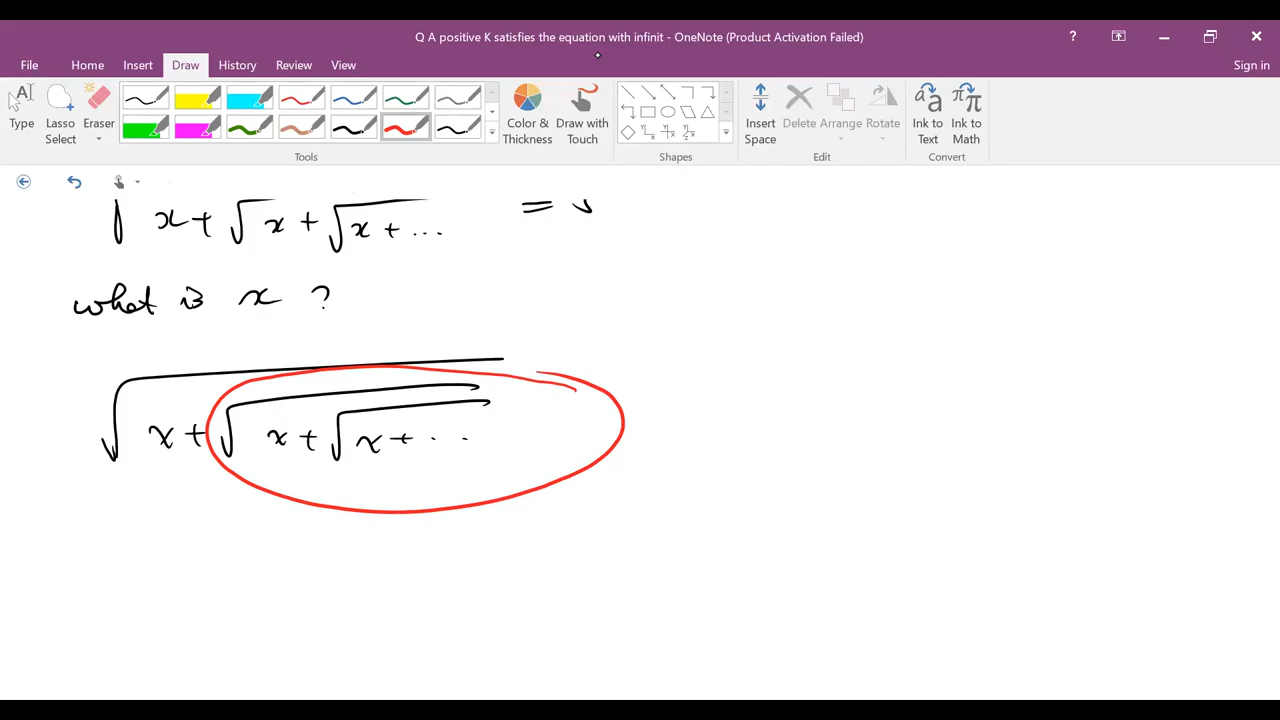 Q A positive K satisfies the equation with infinit - OneNote (Product Activation Failed)
?
File Home Insert Draw History Review View
Sign in
Type
Lasso Select
Eraser
Color & Thickness
Draw with Touch
Insert Space
Delete
Arrange
Rotate
Ink to Text
Ink to Math
Tools
Shapes
Edit
Convert
√x+√x+√x+... =
what is x ?
√x+√x+√x+...